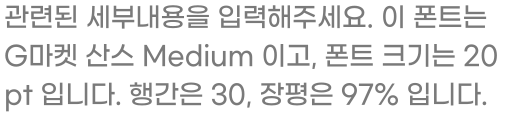 관련된 세부내용을 입력해주세요. 이 폰트는
G마켓 산스 Medium 이고, 폰트 크기는 20
pt 입니다. 행간은 30, 장평은 97% 입니다.